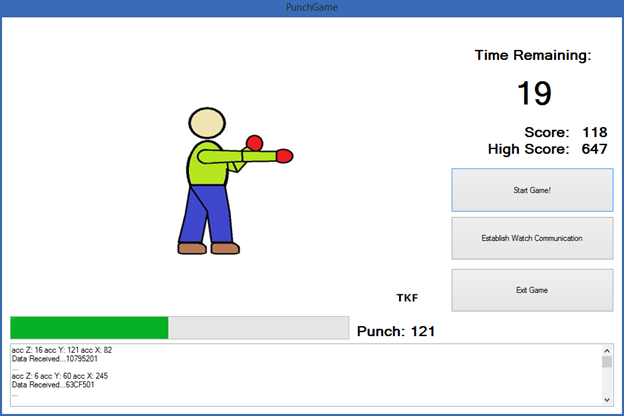 PunchGame
Time Remaining:
19
Score: 118
High Score: 647
Start Game!
Establish Watch Communication
Exit Game
TKF
Punch: 121
acc Z: 16 acc Y: 121 acc X: 82
Data Received...10795201
...
acc Z: 6 acc Y: 60 acc X: 245
Data Received...63CF501
...